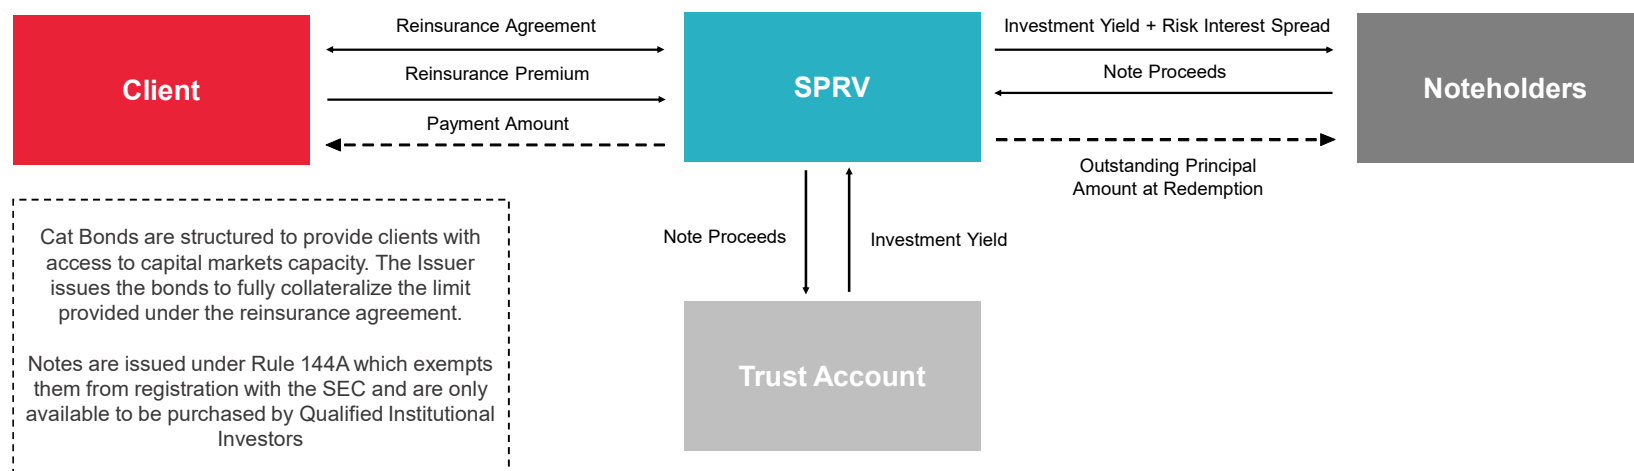 Client
Reinsurance Agreement
Reinsurance Premium
Payment Amount
SPRV
Investment Yield + Risk Interest Spread
Note Proceeds
Outstanding Principal
Amount at Redemption
Noteholders
Note Proceeds
Investment Yield
Trust Account
Cat Bonds are structured to provide clients with
access to capital markets capacity. The Issuer
issues the bonds to fully collateralize the limit
provided under the reinsurance agreement.
Notes are issued under Rule 144A which exempts
them from registration with the SEC and are only
available to be purchased by Qualified Institutional
Investors